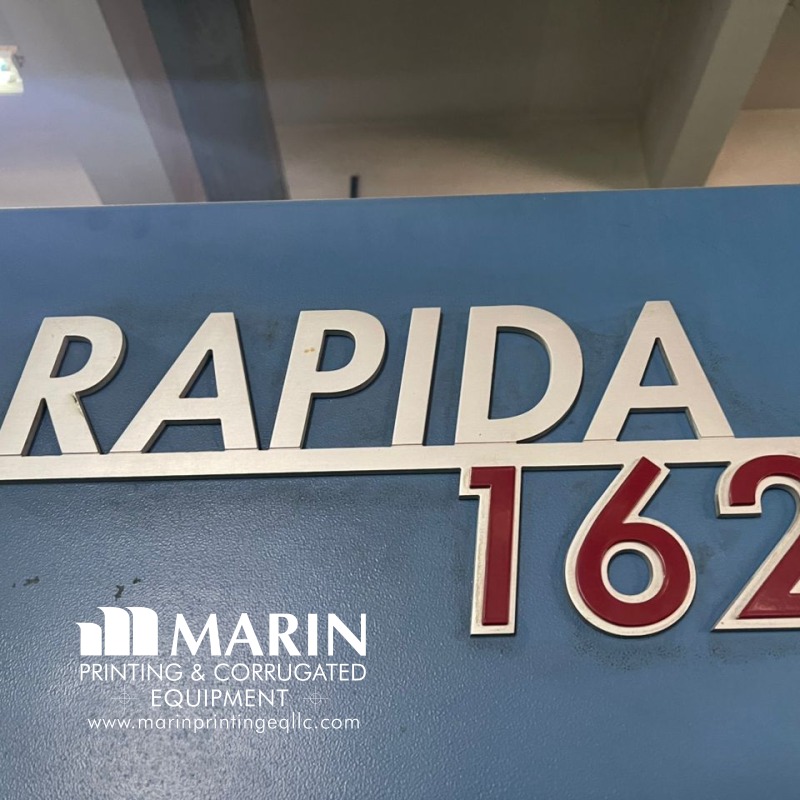 RAPIDA
162
MARIN
PRINTING & CORRUGATED
EQUIPMENT
www.marinprintingeqllc.com